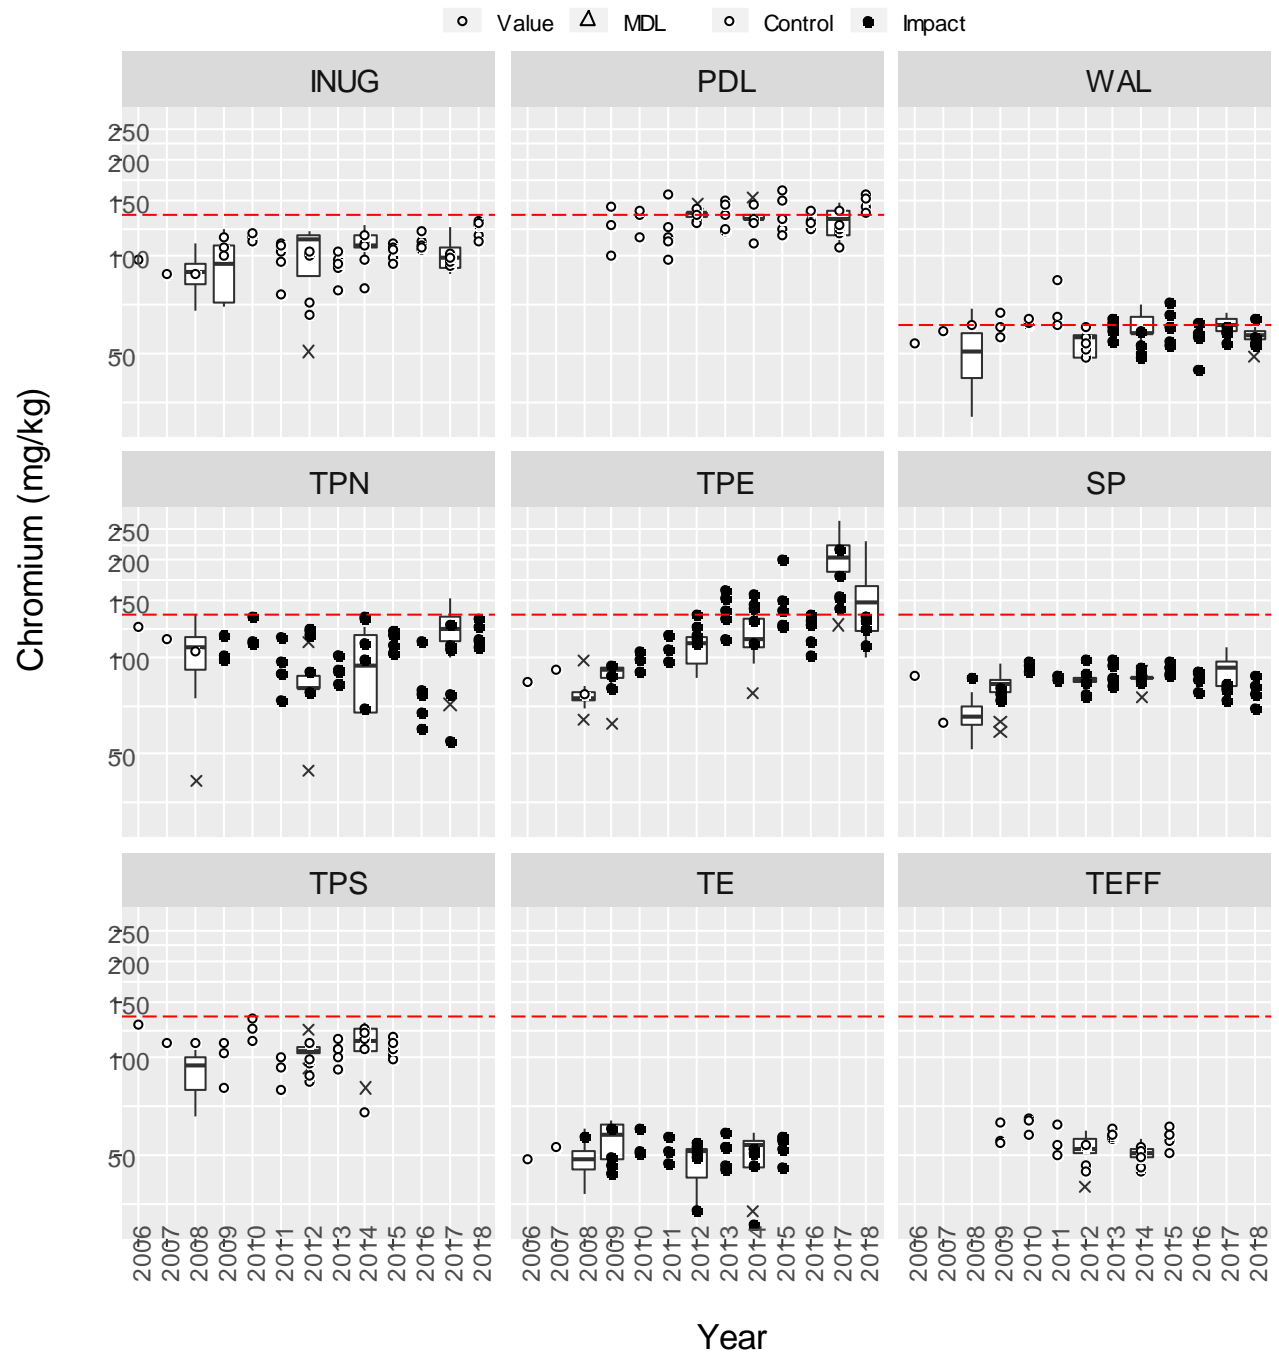 Value MDL Control Impact
INUG PDL WAL
250
200
150
100
50
TPN TPE SP
250
200
150
100
50
TPS TE TEFF
250
200
150
100
50
2006 2007 2008 2009 2010 2011 2012 2013 2014 2015 2016 2017 2018 2006 2007 2008 2009 2010 2011 2012 2013 2014 2015 2016 2017 2018 2006 2007 2008 2009 2010 2011 2012 2013 2014 2015 2016 2017 2018
Chromium (mg/kg)
Year